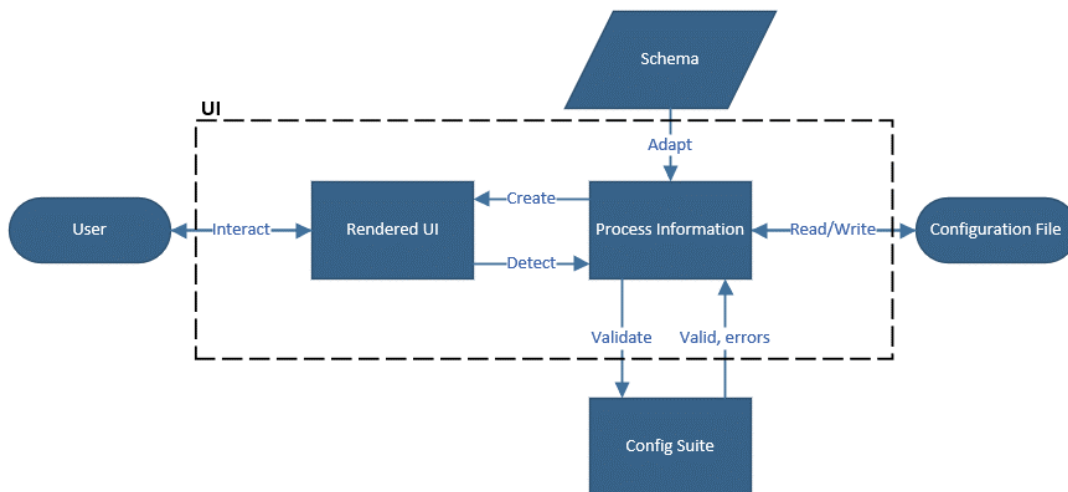 Schema
UI
Adapt
Create
User
Interact
Rendered UI
Process Information
Read/Write
Configuration File
Detect
Validate
Valid, errors
Config Suite